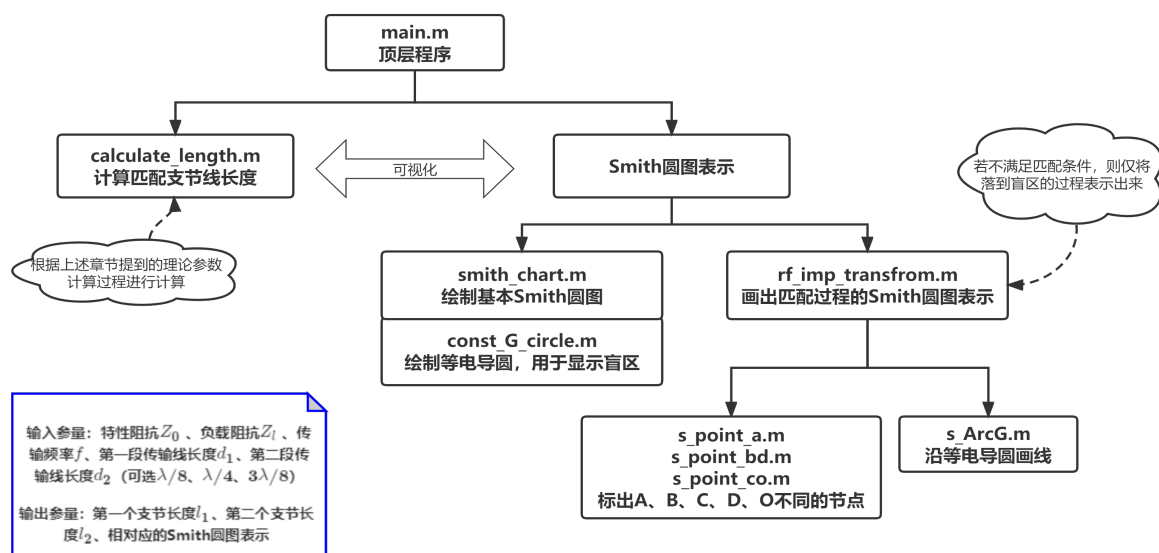 main.m
顶层程序
calculate_length.m
计算匹配支节线长度
可视化
Smith圆图表示
若不满足匹配条件，则仅将
落到盲区的过程表示出来
根据上述章节提到的理论参数
计算过程进行计算
smith_chart.m
绘制基本Smith圆图
rf_imp_transfrom.m
画出匹配过程的Smith圆图表示
const_G_circle.m
绘制等电导圆，用于显示盲区
输入参量：特性阻抗Z₀ 、负载阻抗Zₗ 、传
输频率f、第一段传输线长度d₁、第二段传
输线长度d₂（可选λ/8、λ/4、3λ/8）
输出参量：第一个支节长度l₁、第二个支节长
度l₂、相对应的Smith圆图表示
s_point_a.m
s_point_bd.m
s_point_co.m
标出A、B、C、D、O不同的节点
s_ArcG.m
沿等电导圆画线